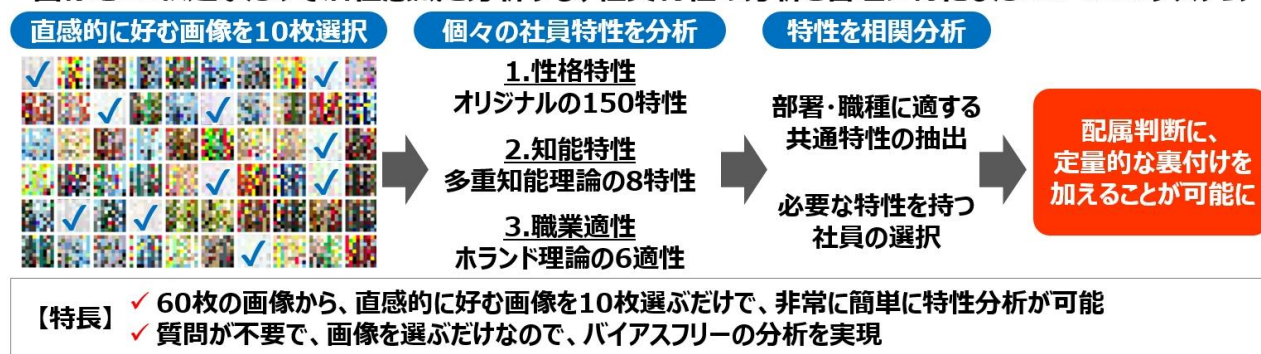 直感的に好む画像を10枚選択
個々の社員特性を分析
特性を相関分析
1.性格特性
オリジナルの150特性
2.知能特性
多重知能理論の8特性
3.職業適性
ホランド理論の6適性
部署・職種に適する
共通特性の抽出
必要な特性を持つ
社員の選択
配属判断に、
定量的な裏付けを
加えることが可能に
【特長】
✓ 60枚の画像から、直感的に好む画像を10枚選ぶだけで、非常に簡単に特性分析が可能
✓ 質問が不要で、画像を選ぶだけなので、バイアスフリーの分析を実現